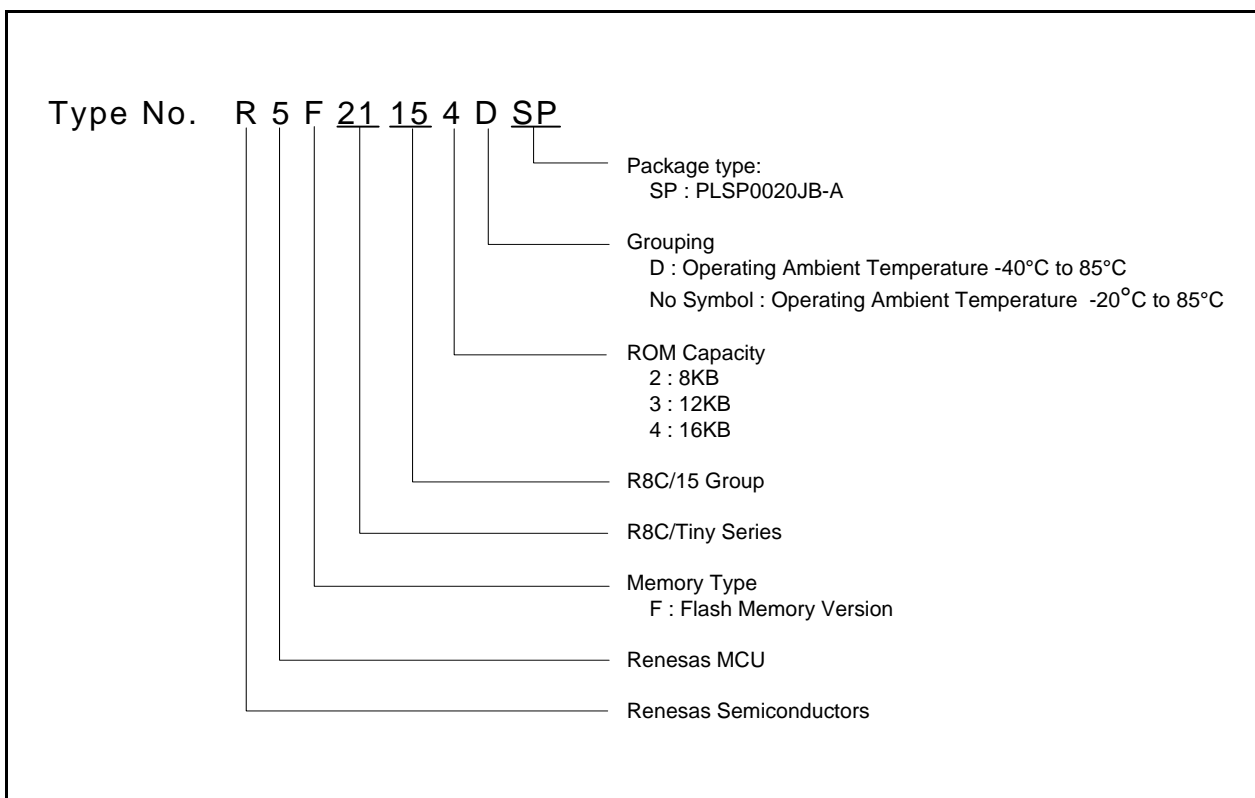 Type No. R 5 F 21 15 4 D SP
Package type:
SP : PLSP0020JB-A
Grouping
D : Operating Ambient Temperature -40°C to 85°C
No Symbol : Operating Ambient Temperature -20°C to 85°C
ROM Capacity
2 : 8KB
3 : 12KB
4 : 16KB
R8C/15 Group
R8C/Tiny Series
Memory Type
F : Flash Memory Version
Renesas MCU
Renesas Semiconductors